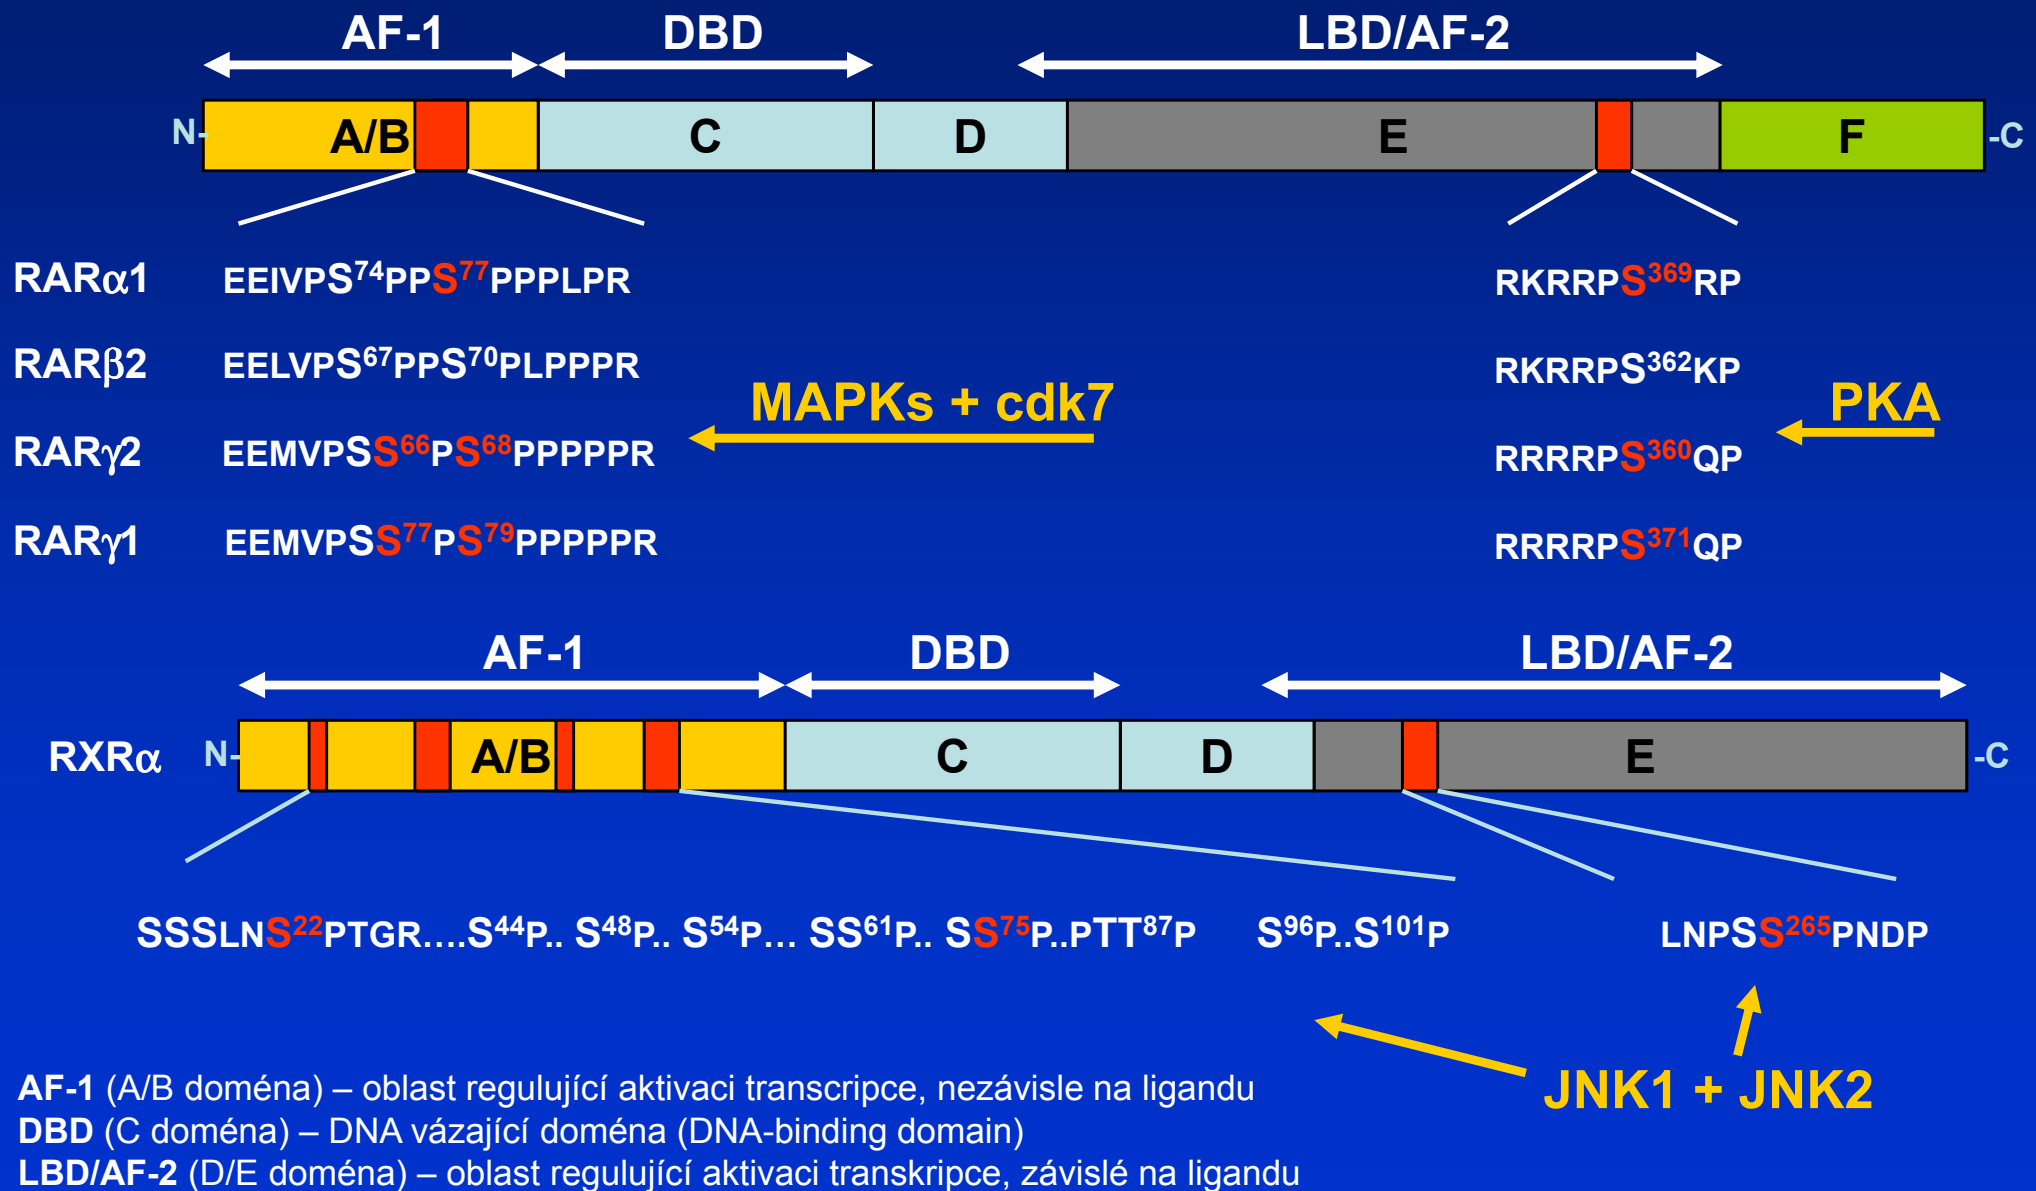 AF-1 DBD LBD/AF-2
N- A/B C D E F -C
RARα1 EEIVPS74PPS77PPPLPR RKRRPS369RP
RARβ2 EELVPS67PPS70PLPPPR RKRRPS362KP
MAPKs + cdk7 PKA
RARγ2 EEMVPSS66PS68PPPPPR RRRRPS360QP
RARγ1 EEMVPSS77PS79PPPPPR RRRRPS371QP
AF-1 DBD LBD/AF-2
RXRα N- A/B C D E -C
SSSLNS22PTGR....S44P.. S48P.. S54P... SS61P.. SS75P..PTT87P S96P..S101P LNPSS265PNDP
JNK1 + JNK2
AF-1 (A/B doména) – oblast regulující aktivaci transcripce, nezávisle na ligandu
DBD (C doména) – DNA vázající doména (DNA-binding domain)
LBD/AF-2 (D/E doména) – oblast regulující aktivaci transkripce, závislé na ligandu